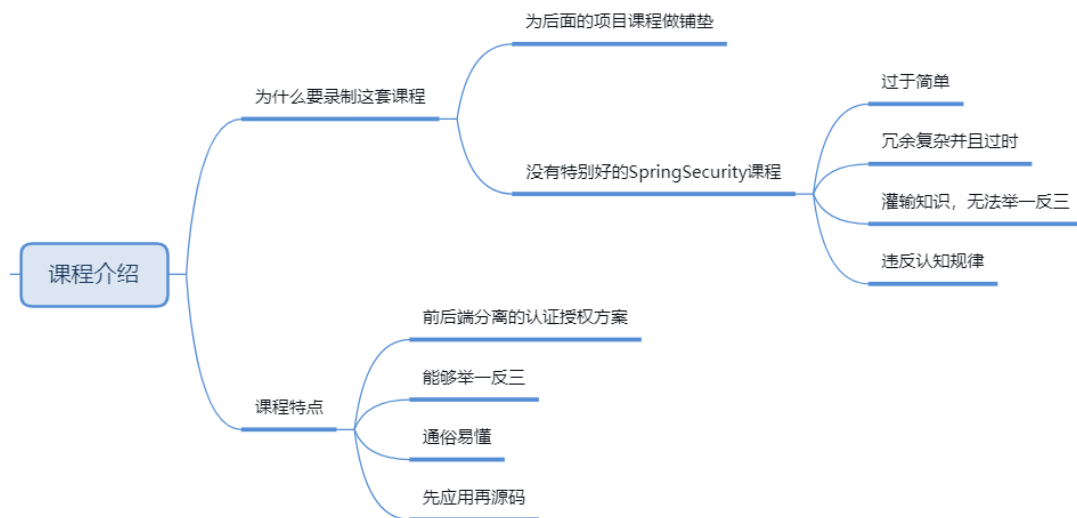 课程介绍
为什么要录制这套课程
为后面的项目课程做铺垫
没有特别好的SpringSecurity课程
过于简单
冗余复杂并且过时
灌输知识，无法举一反三
违反认知规律
课程特点
前后端分离的认证授权方案
能够举一反三
通俗易懂
先应用再源码